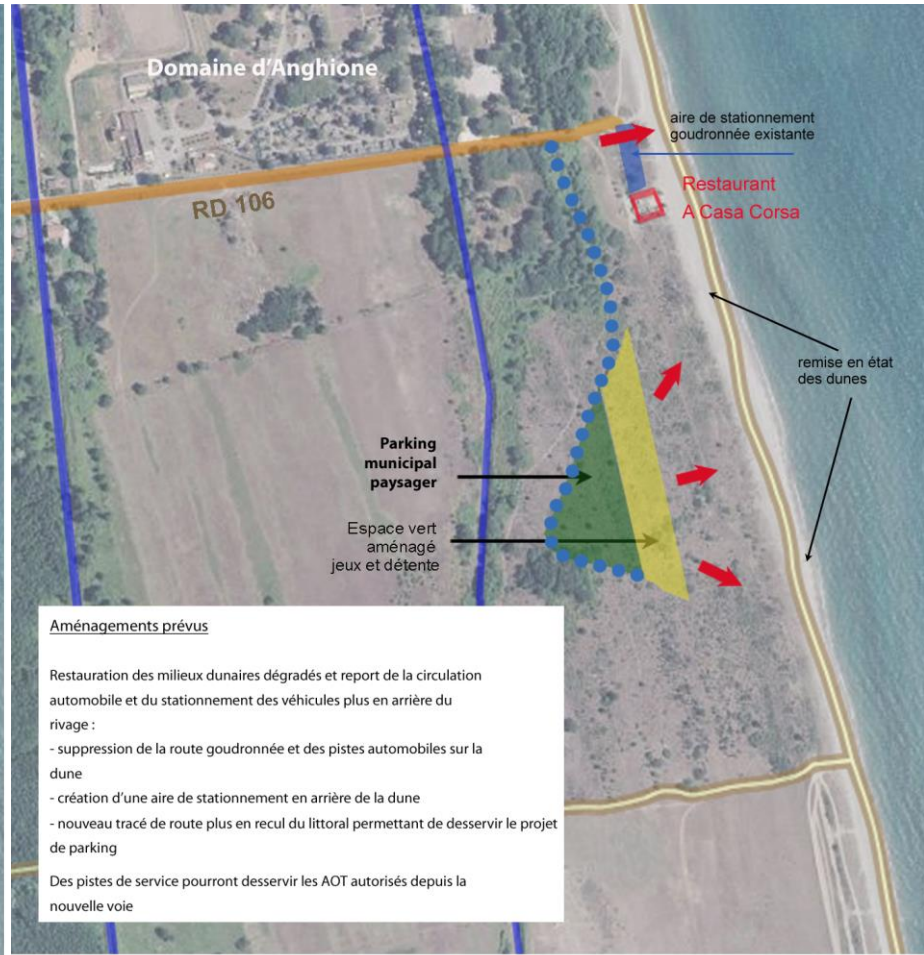 Domaine d'Anghione
aire de stationnement
goudronnée existante
RD 106
Restaurant
A Casa Corsa
remise en état
des dunes
Parking
municipal
paysager
Espace vert
aménagé
jeux et détente
Aménagements prévus
Restauration des milieux dunaires dégradés et report de la circulation
automobile et du stationnement des véhicules plus en arrière du
rivage :
- suppression de la route goudronnée et des pistes automobiles sur la
dune
- création d'une aire de stationnement en arrière de la dune
- nouveau tracé de route plus en recul du littoral permettant de desservir le projet
de parking
Des pistes de service pourront desservir les AOT autorisés depuis la
nouvelle voie